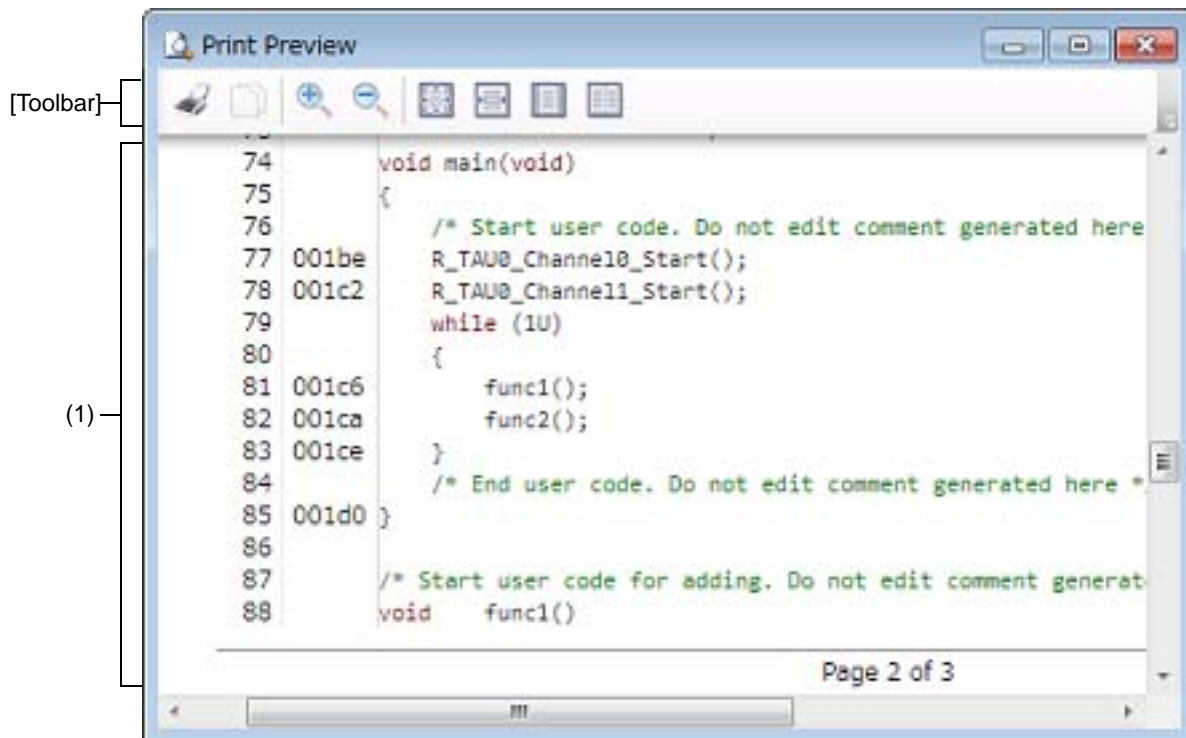 Print Preview
[Toolbar]
74 void main(void)
75 {
76 /* Start user code. Do not edit comment generated here
77 001be R_TAU0_Channel0_Start();
78 001c2 R_TAU0_Channel1_Start();
79 while (1U)
80 {
(1)
81 001c6 func1();
82 001ca func2();
83 001ce }
84 /* End user code. Do not edit comment generated here *
85 001d0 }
86
87 /* Start user code for adding. Do not edit comment generat
88 void func1()
Page 2 of 3